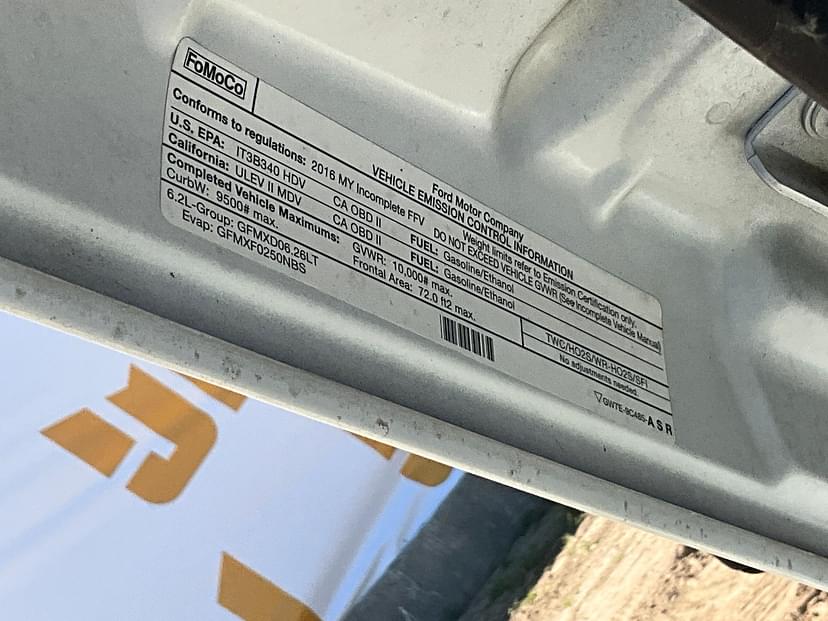 FoMoCo
Ford Motor Company
VEHICLE EMISSION CONTROL INFORMATION
Conforms to regulations: 2016 MY Incomplete FFV
Weight limits refer to Emission Certification only.
DO NOT EXCEED VEHICLE GVWR (See Incomplete Vehicle Manual)
U.S. EPA: IT3B340 HDV CA OBD II FUEL: Gasoline/Ethanol
California: ULEV II MDV CA OBD II FUEL: Gasoline/Ethanol
Completed Vehicle Maximums: GVWR: 10,000# max.
CurbW: 9500# max. Frontal Area: 72.0 ft2 max.
6.2L-Group: GFMXD06.26LT
Evap: GFMXF0250NBS
TWC/HO2S/WR-HO2S/SFI
No adjustments needed.
GW7E-9C485-ASR